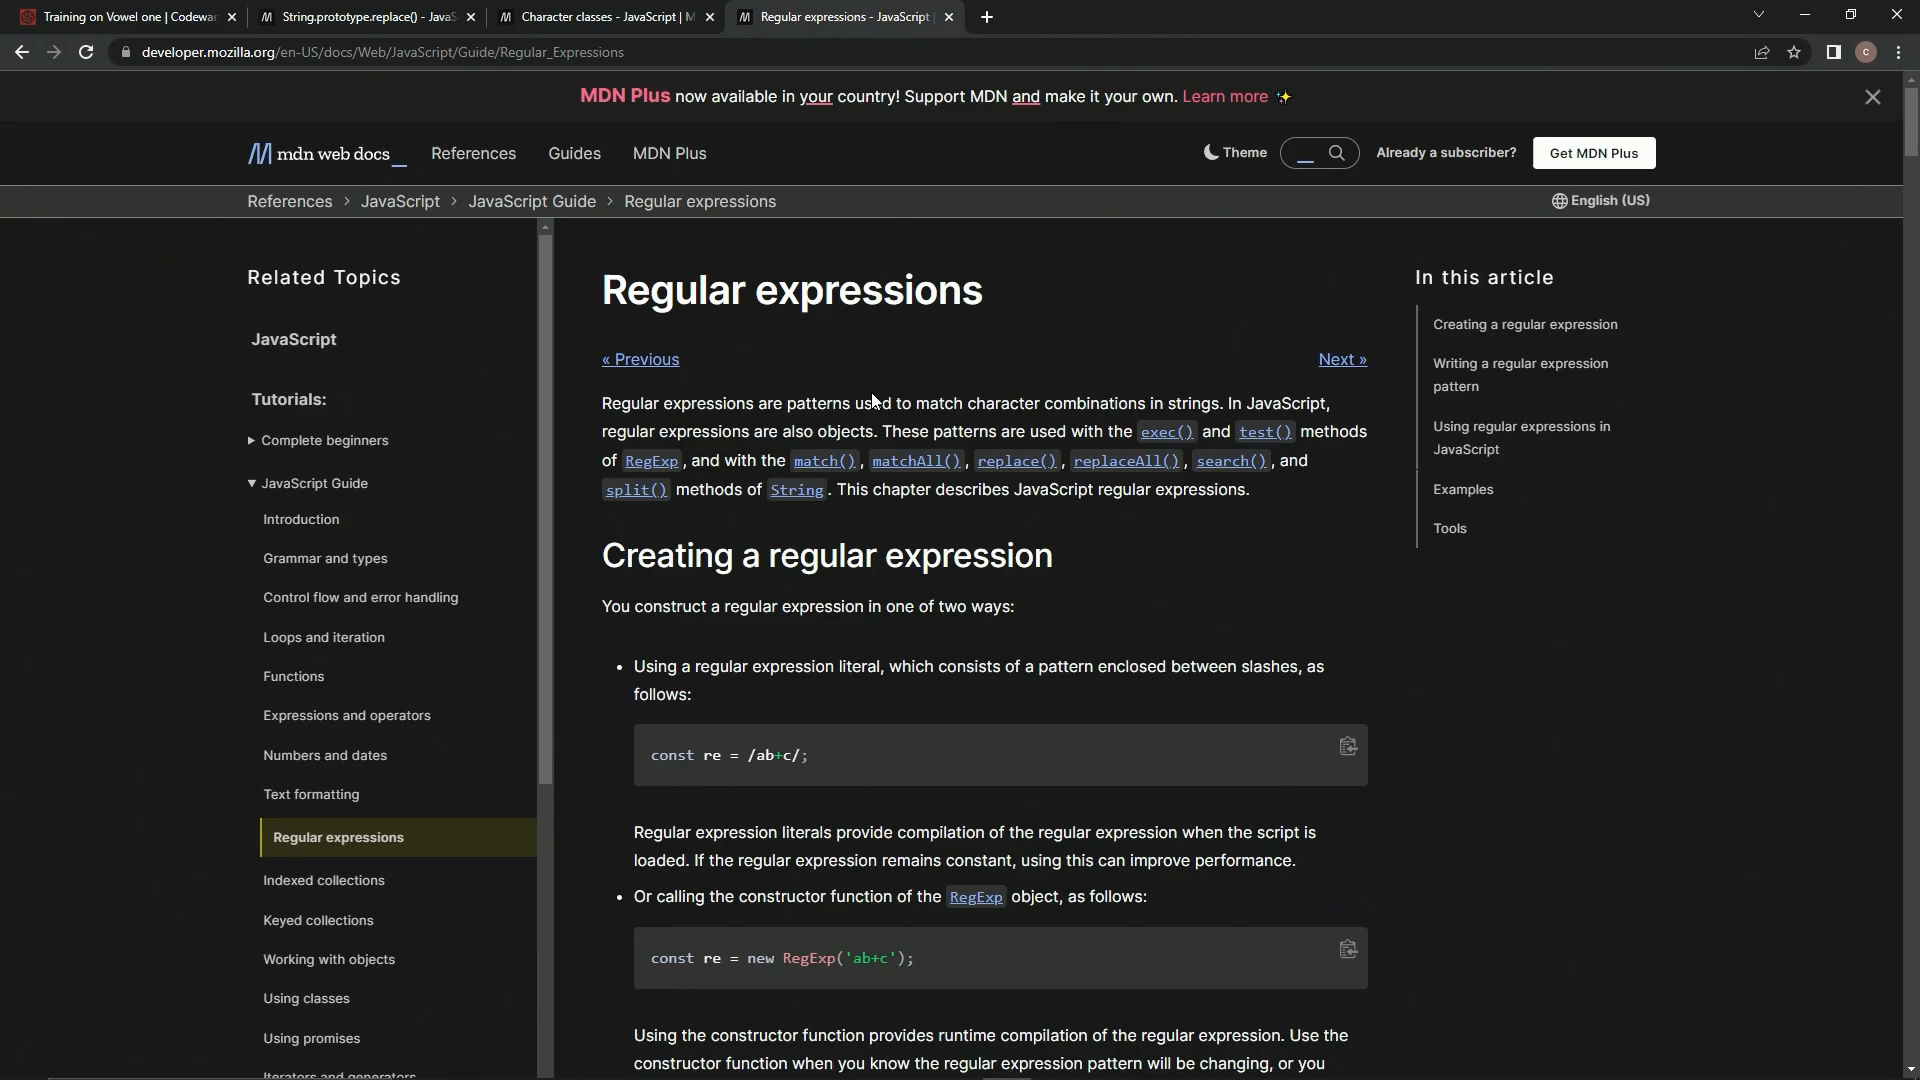 Training on Vowel one | Codewar
String.prototype.replace() - JavaS
Character classes - JavaScript | M
Regular expressions - JavaScript
developer.mozilla.org/en-US/docs/Web/JavaScript/Guide/Regular_Expressions
C
MDN Plus now available in your country! Support MDN and make it your own. Learn more ✨
mdn web docs_
References
Guides
MDN Plus
Theme
Already a subscriber?
Get MDN Plus
References > JavaScript > JavaScript Guide > Regular expressions
English (US)
Related Topics
JavaScript
Tutorials:
▶ Complete beginners
▼ JavaScript Guide
Introduction
Grammar and types
Control flow and error handling
Loops and iteration
Functions
Expressions and operators
Numbers and dates
Text formatting
Regular expressions
Indexed collections
Keyed collections
Working with objects
Using classes
Using promises
Iterators and generators
Regular expressions
« Previous
Next »
Regular expressions are patterns used to match character combinations in strings. In JavaScript,
regular expressions are also objects. These patterns are used with the exec() and test() methods
of RegExp, and with the match(), matchAll(), replace(), replaceAll(), search(), and
split() methods of String. This chapter describes JavaScript regular expressions.
Creating a regular expression
You construct a regular expression in one of two ways:
• Using a regular expression literal, which consists of a pattern enclosed between slashes, as
follows:
const re = /ab+c/;
Regular expression literals provide compilation of the regular expression when the script is
loaded. If the regular expression remains constant, using this can improve performance.
• Or calling the constructor function of the RegExp object, as follows:
const re = new RegExp('ab+c');
Using the constructor function provides runtime compilation of the regular expression. Use the
constructor function when you know the regular expression pattern will be changing, or you
In this article
Creating a regular expression
Writing a regular expression
pattern
Using regular expressions in
JavaScript
Examples
Tools